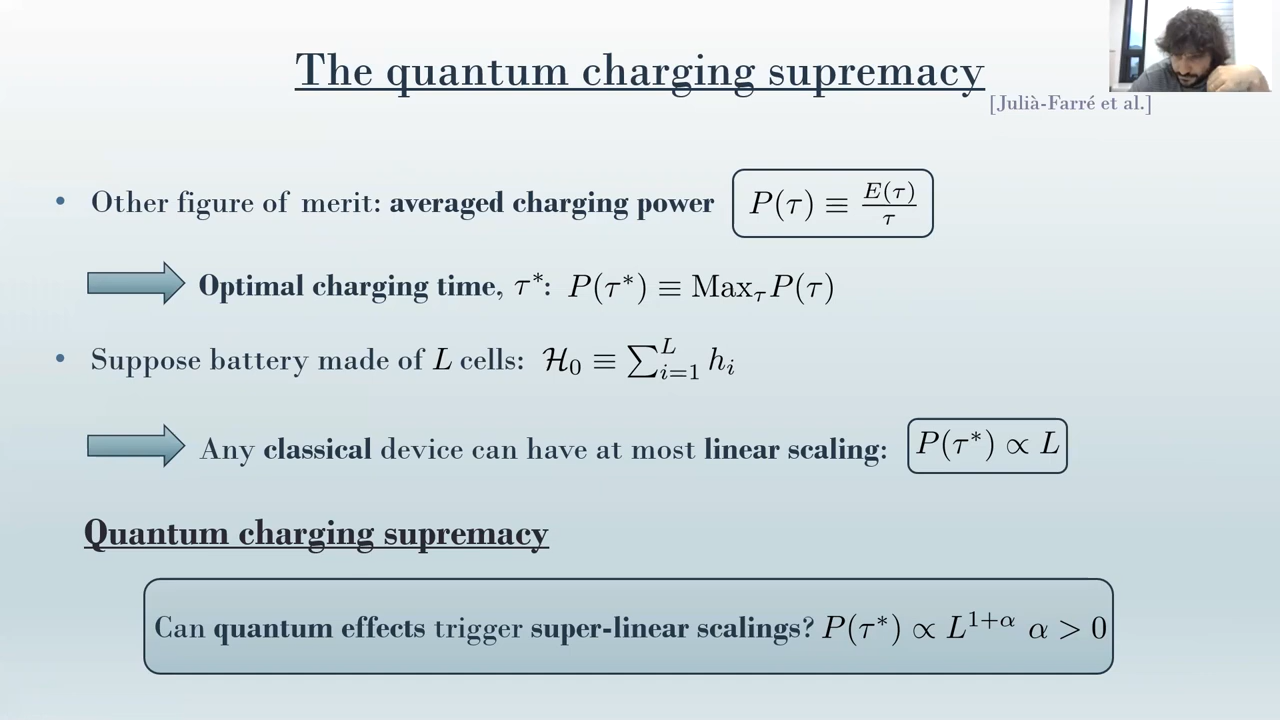 The quantum charging supremacy
[Julià-Farré et al.]
• Other figure of merit: averaged charging power P(τ) ≡ E(τ)/τ
Optimal charging time, τ*: P(τ*) ≡ Max_τ P(τ)
• Suppose battery made of L cells: ℋ₀ ≡ ∑_{i=1}^{L} h_i
Any classical device can have at most linear scaling: P(τ*) ∝ L
Quantum charging supremacy
Can quantum effects trigger super-linear scalings? P(τ*) ∝ L^{1+α} α > 0